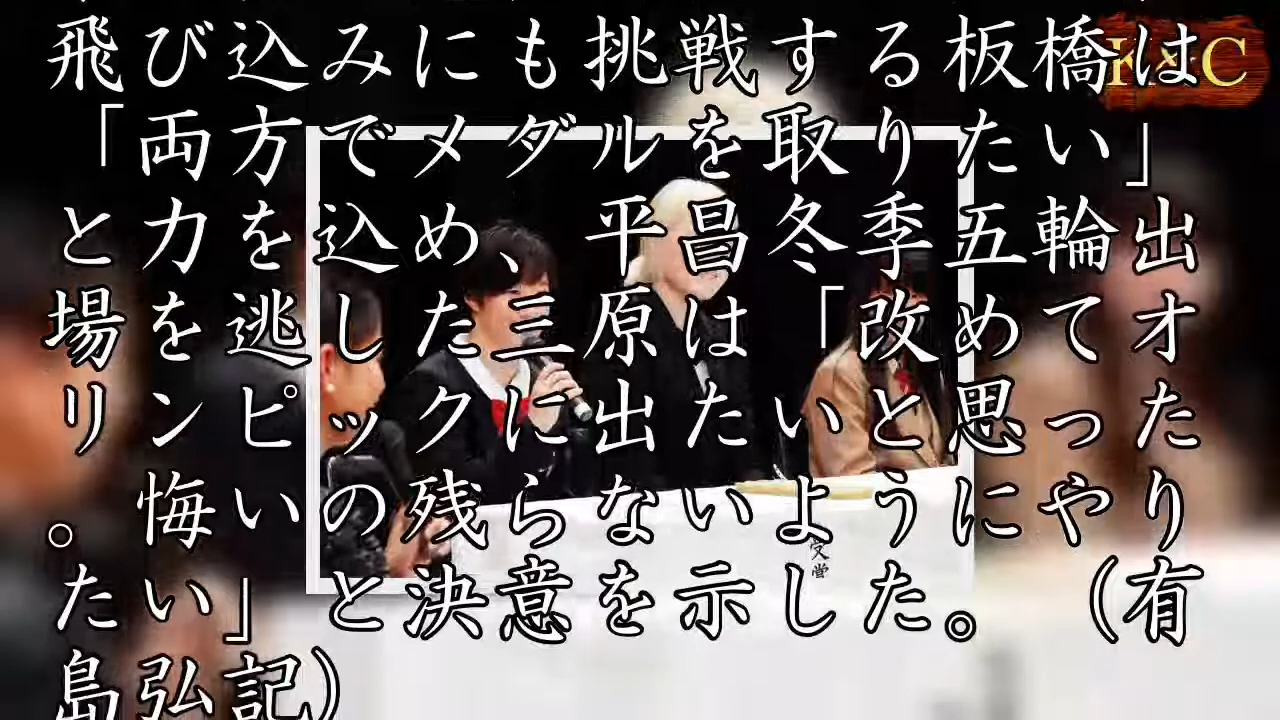 飛び込みにも挑戦する板橋は
「両方でメダルを取りたい」
と力を込め、平昌冬季五輪出
場を逃した三原は「改めてオ
リンピックに出たいと思った
。悔いの残らないようにやり
たい」と決意を示した。（有
島弘記）